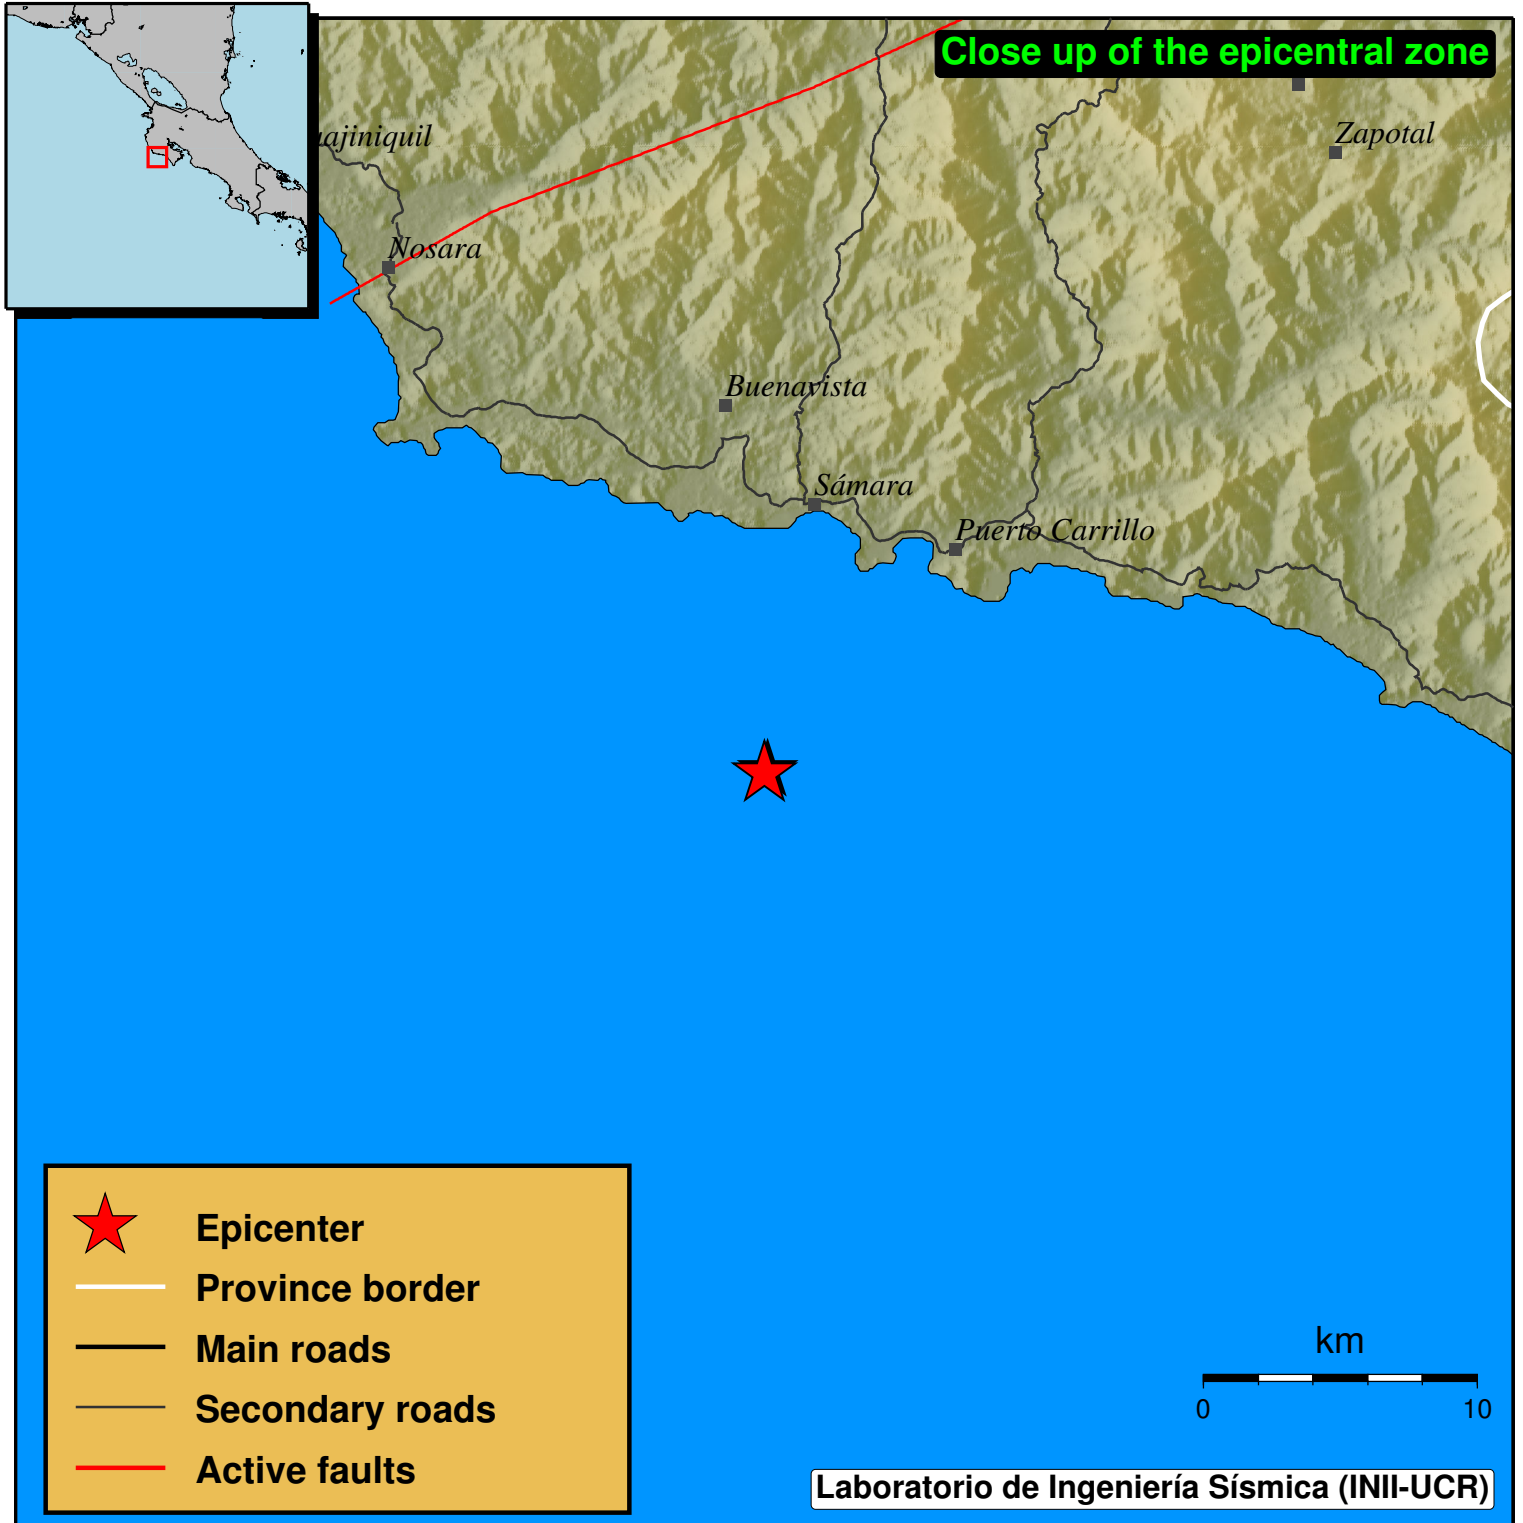 Close up of the epicentral zone
Zapotal
ajiniquil
Nosara
Buenavista
Sámara
Puerto Carrillo
Epicenter
Province border
Main roads
Secondary roads
Active faults
km
0 10
Laboratorio de Ingeniería Sísmica (INII-UCR)